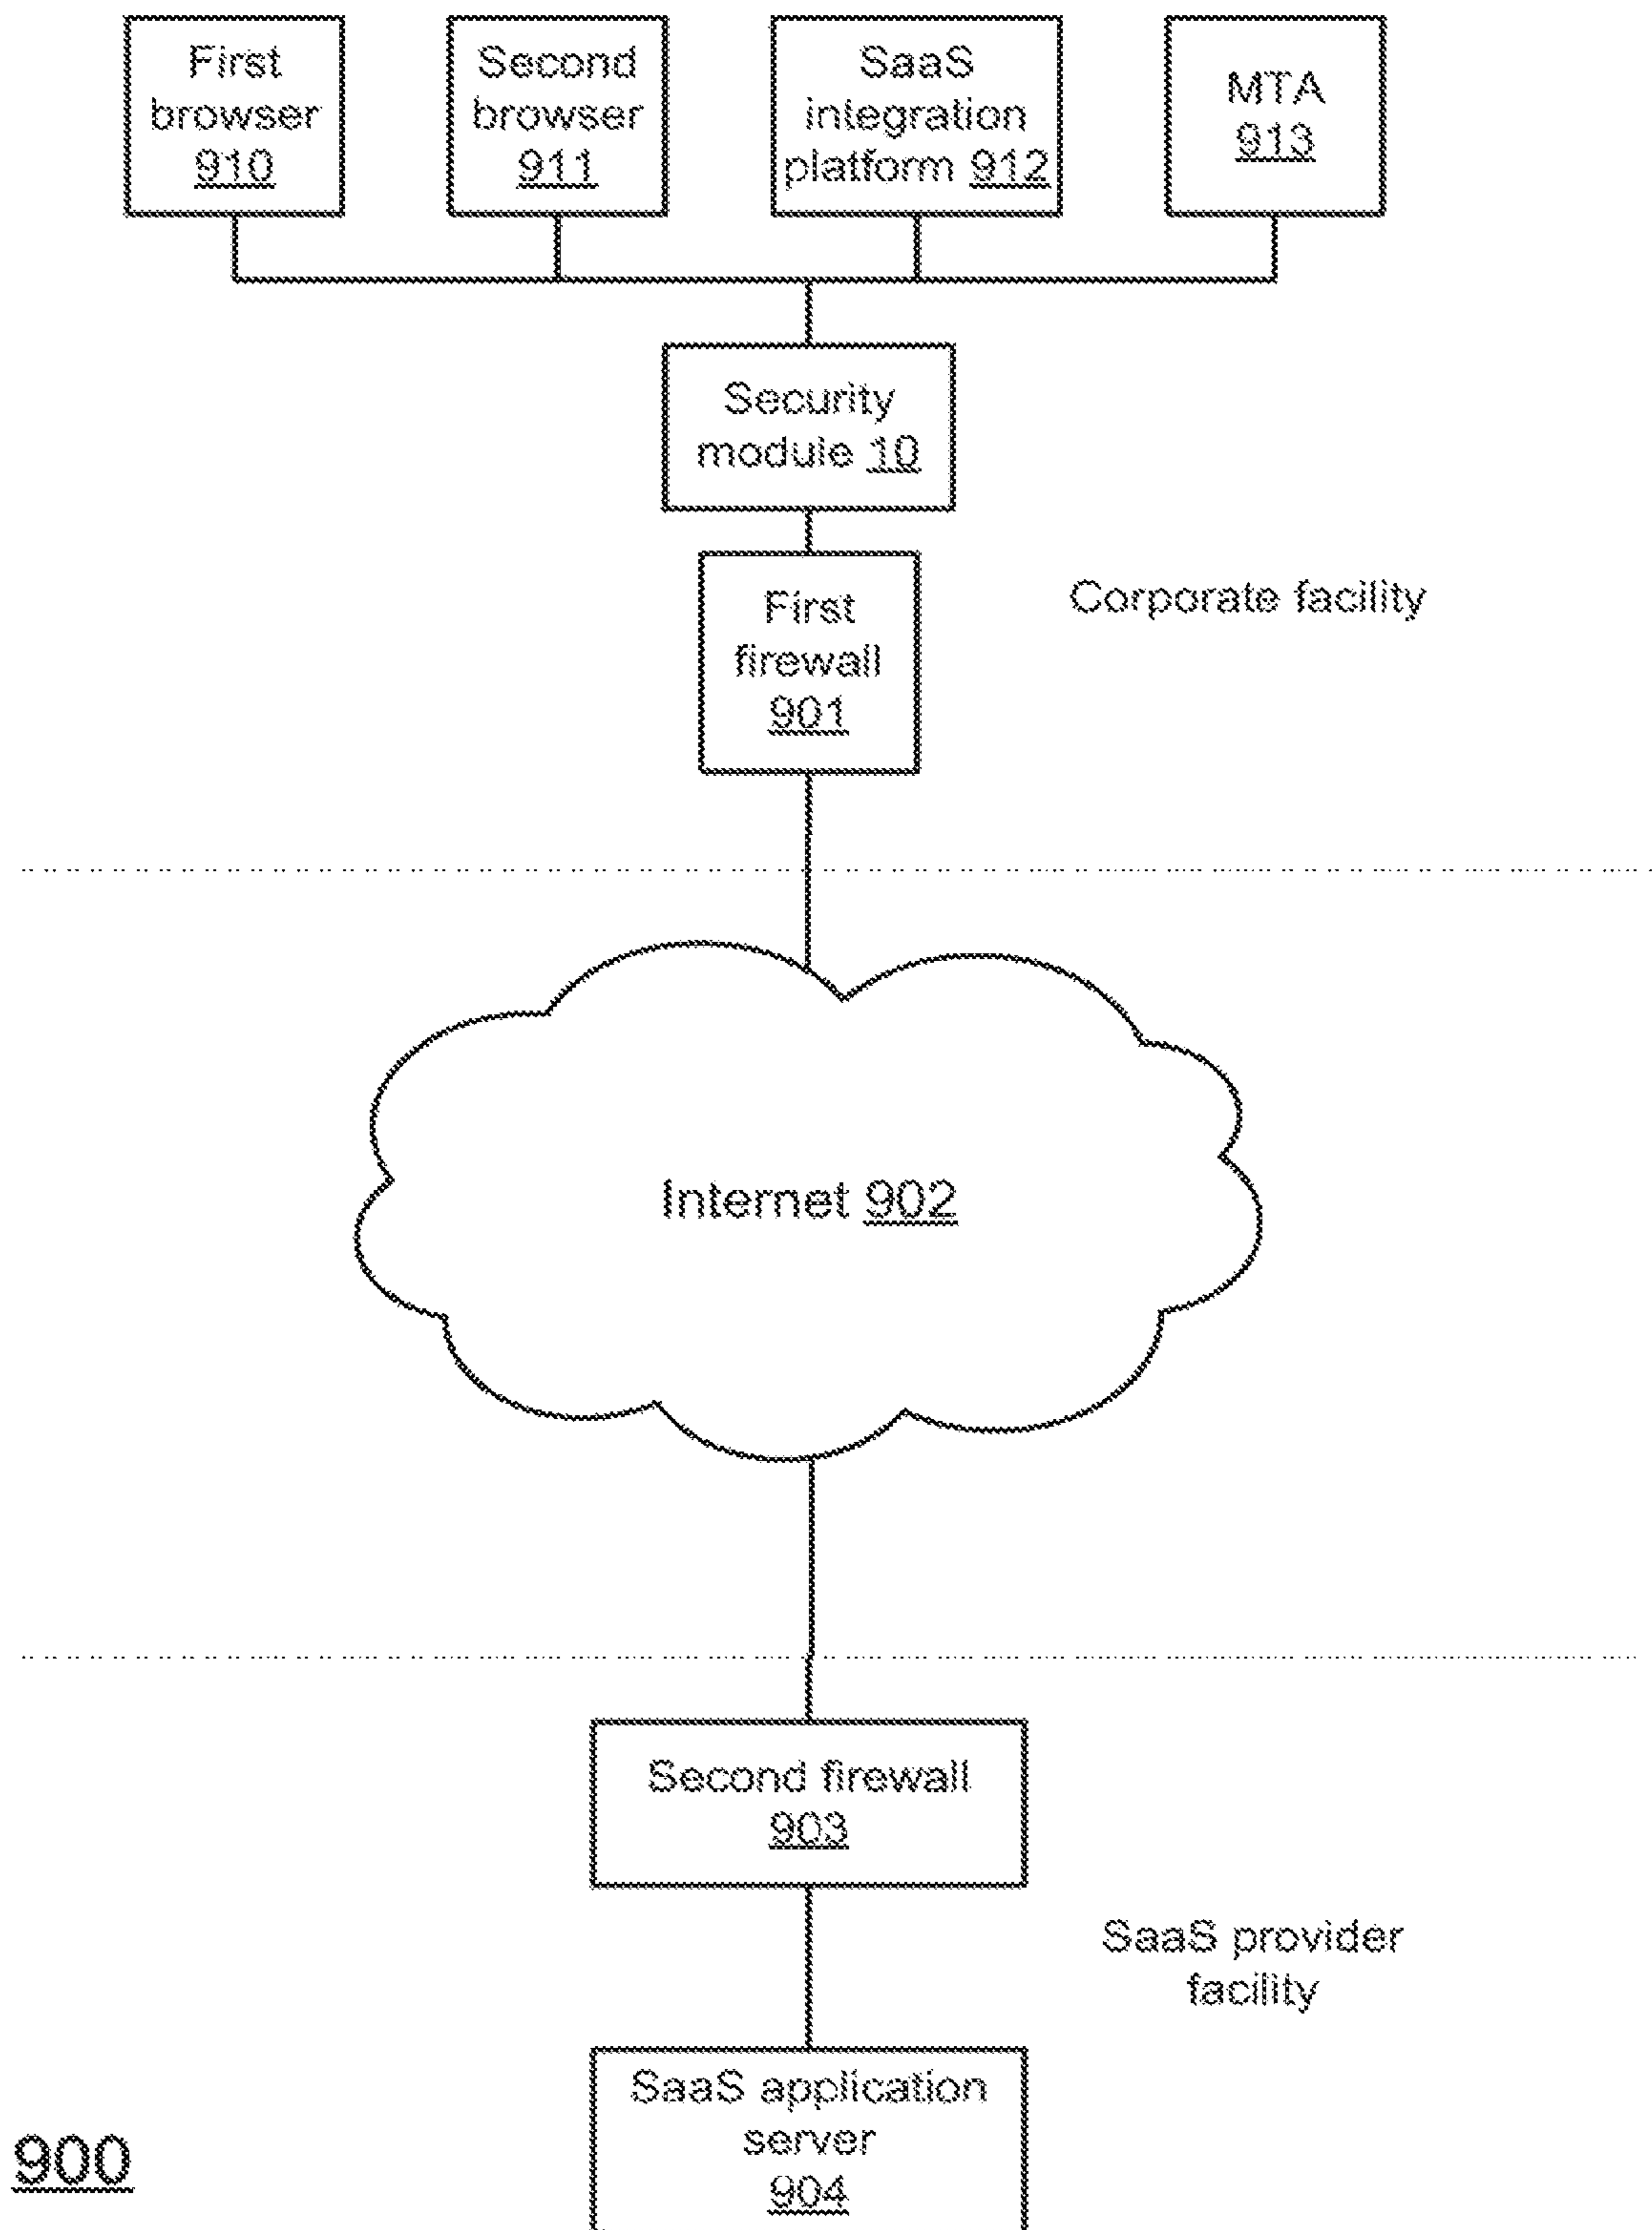 First
browser
910
Second
browser
911
SaaS
integration
platform 912
MTA
913
Security
module 10
First
firewall
901
Corporate facility
Internet 902
Second firewall
903
SaaS provider
facility
SaaS application
server
904
900